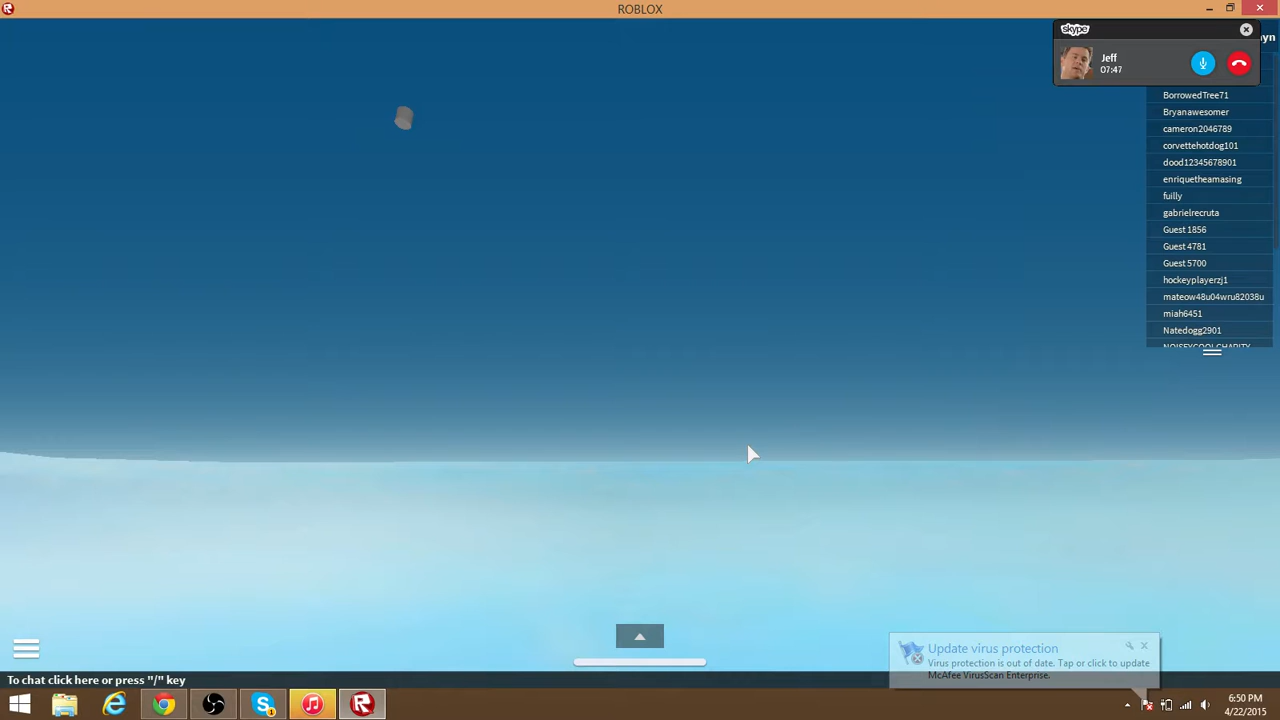 ROBLOX
skype
Jeff
07:47
ayn
BorrowedTree71
Bryanawesomer
cameron2046789
corvettehotdog101
dood12345678901
enriquetheamasing
fuilly
gabrielrecruta
Guest 1856
Guest 4781
Guest 5700
hockeyplayerzj1
mateow48u04wru82038u
miah6451
Natedogg2901
NOISEYCOOLCHARITY
Update virus protection
Virus protection is out of date. Tap or click to update
McAfee VirusScan Enterprise.
To chat click here or press "/" key
6:50 PM
4/22/2015